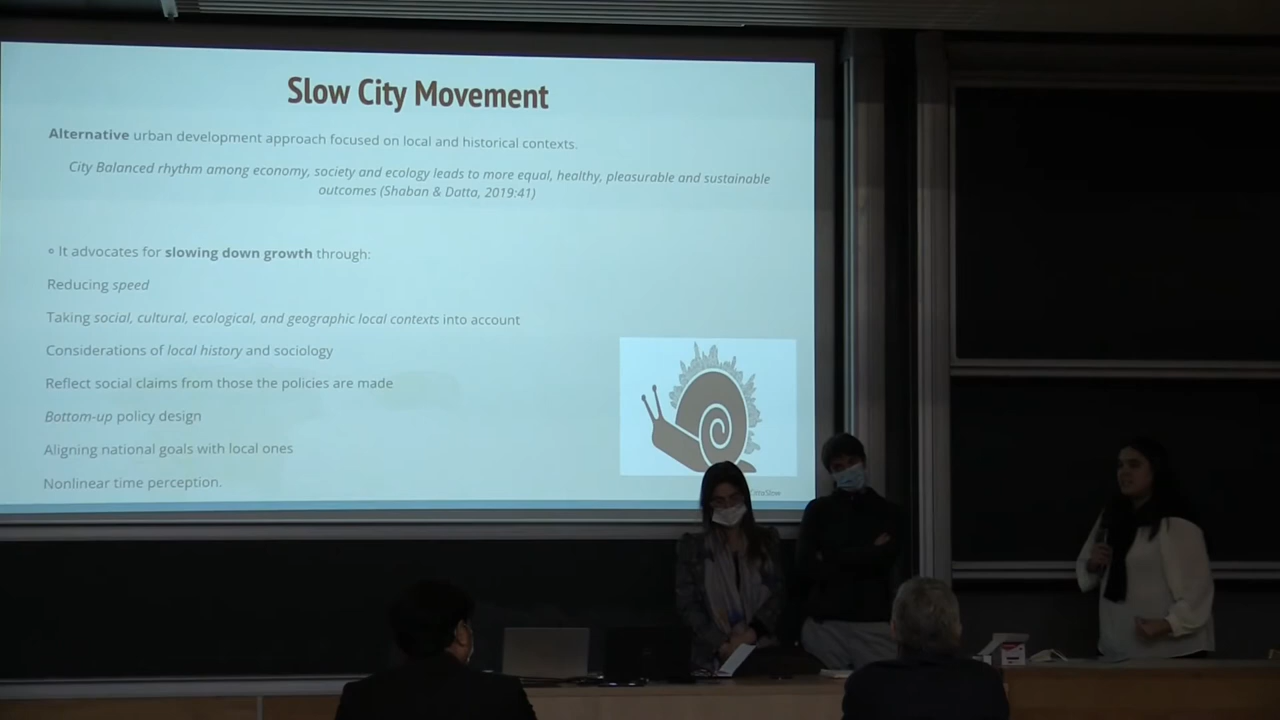 Slow City Movement
Alternative urban development approach focused on local and historical contexts.
City Balanced rhythm among economy, society and ecology leads to more equal, healthy, pleasurable and sustainable
outcomes (Shaban & Datta, 2019:41)
∘ It advocates for slowing down growth through:
Reducing speed
Taking social, cultural, ecological, and geographic local contexts into account
Considerations of local history and sociology
Reflect social claims from those the policies are made
Bottom-up policy design
Aligning national goals with local ones
Nonlinear time perception.
CittaSlow